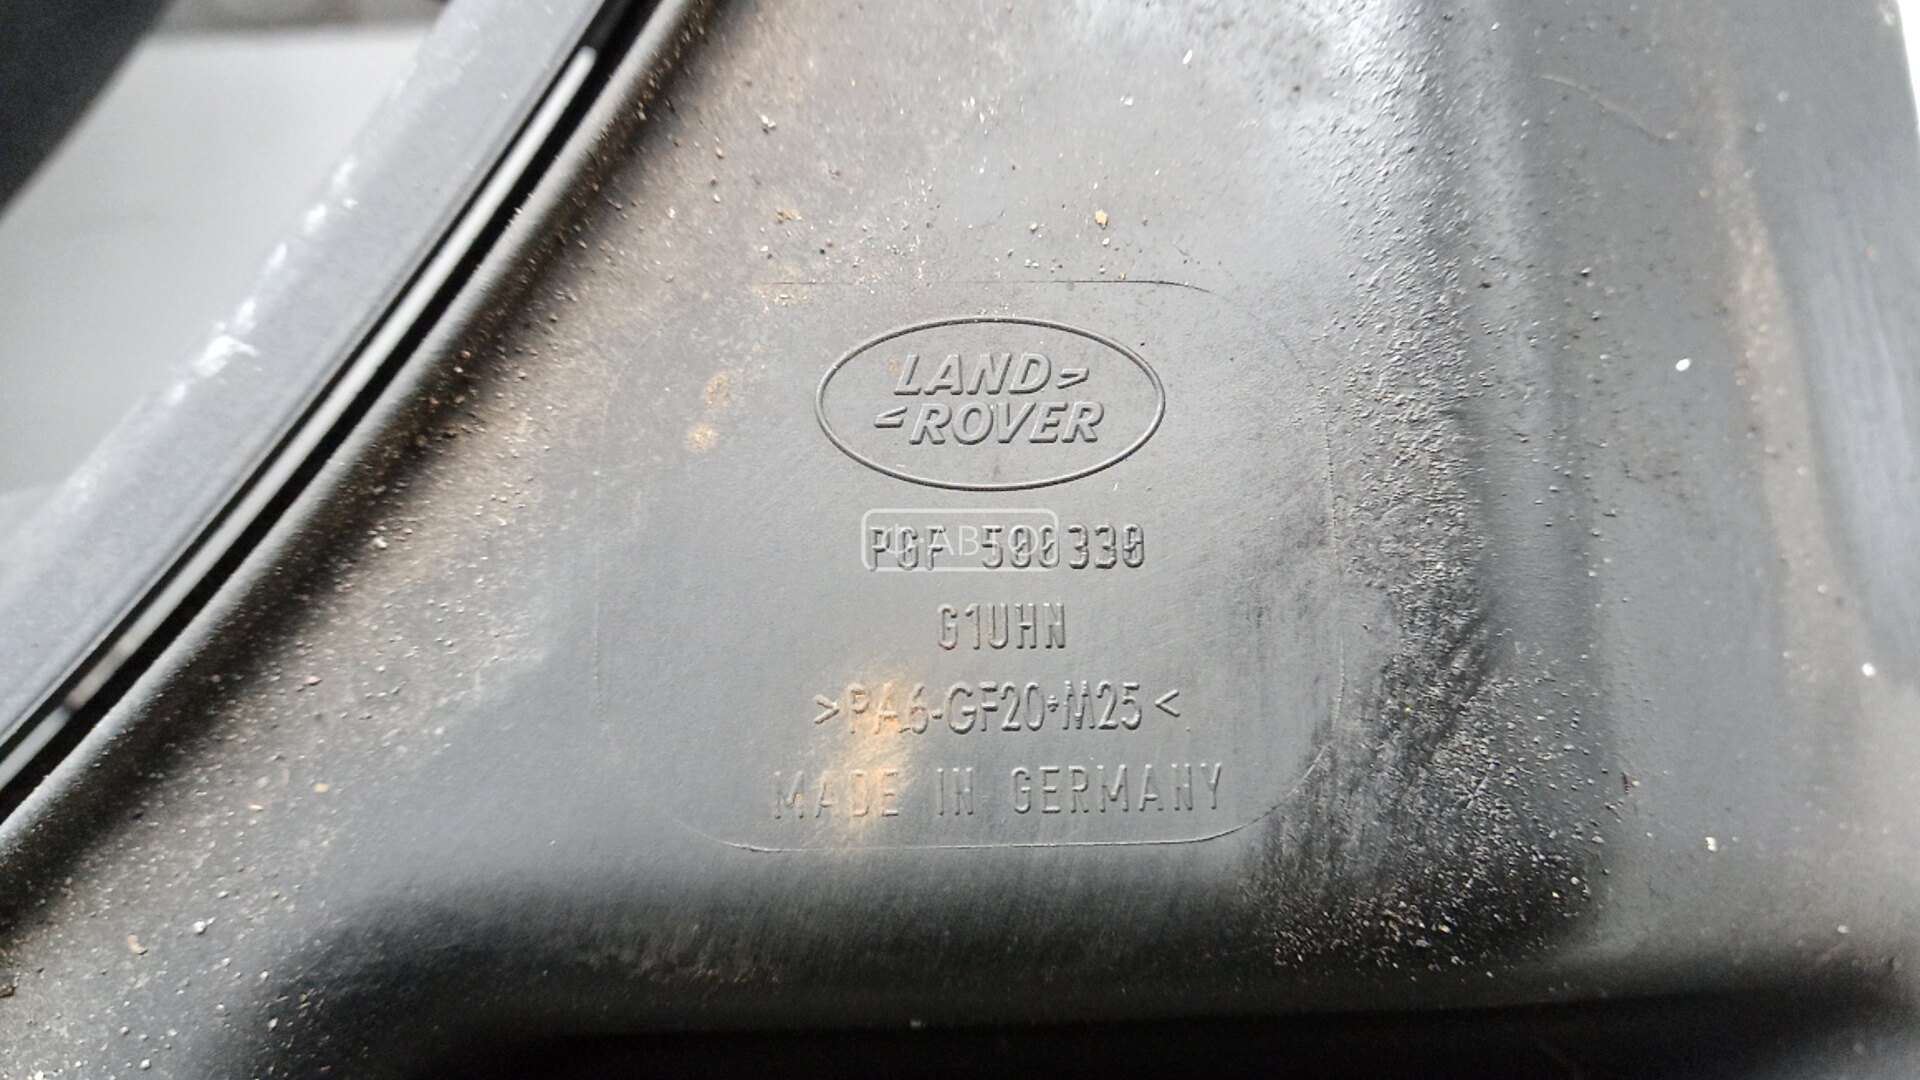 LAND>
<ROVER
PGF 500330
G1UHN
>PA6-GF20+M25<
MADE IN GERMANY